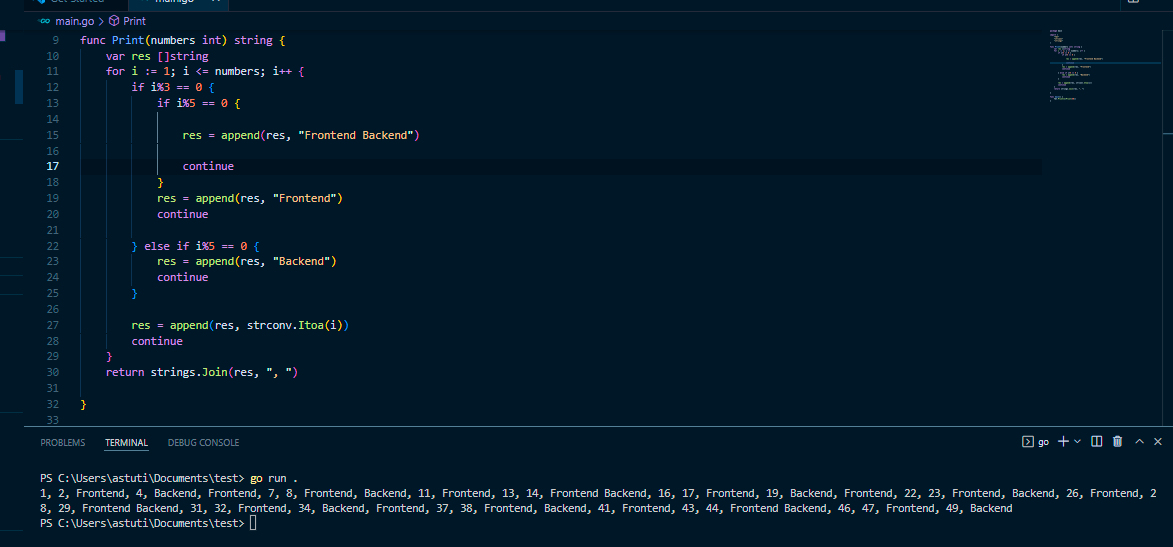 Get Started
main.go
main.go > Print
9 func Print(numbers int) string {
10 var res []string
11 for i := 1; i <= numbers; i++ {
12 if i%3 == 0 {
13 if i%5 == 0 {
14
15 res = append(res, "Frontend Backend")
16
17 continue
18 }
19 res = append(res, "Frontend")
20 continue
21
22 } else if i%5 == 0 {
23 res = append(res, "Backend")
24 continue
25 }
26
27 res = append(res, strconv.Itoa(i))
28 continue
29 }
30 return strings.Join(res, ", ")
31
32 }
33
PROBLEMS TERMINAL DEBUG CONSOLE
go
PS C:\Users\astuti\Documents\test> go run .
1, 2, Frontend, 4, Backend, Frontend, 7, 8, Frontend, Backend, 11, Frontend, 13, 14, Frontend Backend, 16, 17, Frontend, 19, Backend, Frontend, 22, 23, Frontend, Backend, 26, Frontend, 2
8, 29, Frontend Backend, 31, 32, Frontend, 34, Backend, Frontend, 37, 38, Frontend, Backend, 41, Frontend, 43, 44, Frontend Backend, 46, 47, Frontend, 49, Backend
PS C:\Users\astuti\Documents\test>